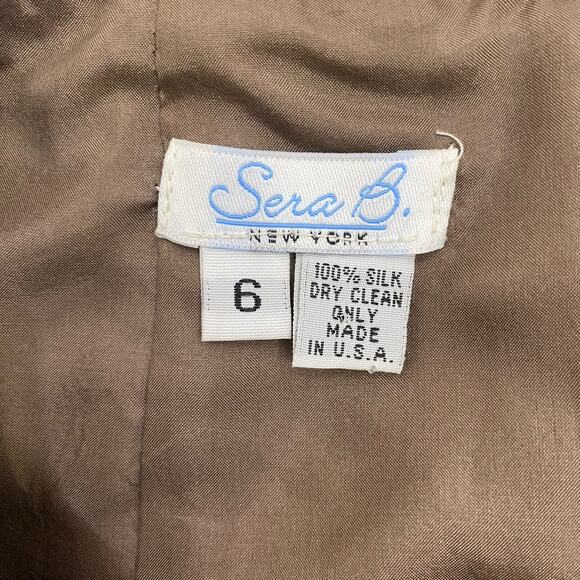 Sera B.
NEW YORK
6
100% SILK
DRY CLEAN
ONLY
MADE
IN U.S.A.